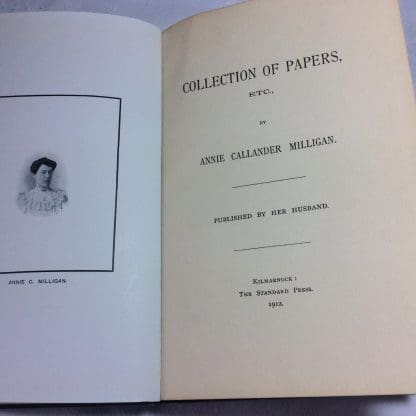 ANNIE C. MILLIGAN.
COLLECTION OF PAPERS,
ETC.,
BY
ANNIE CALLANDER MILLIGAN.
PUBLISHED BY HER HUSBAND.
KILMARNOCK:
THE STANDARD PRESS.
1912.